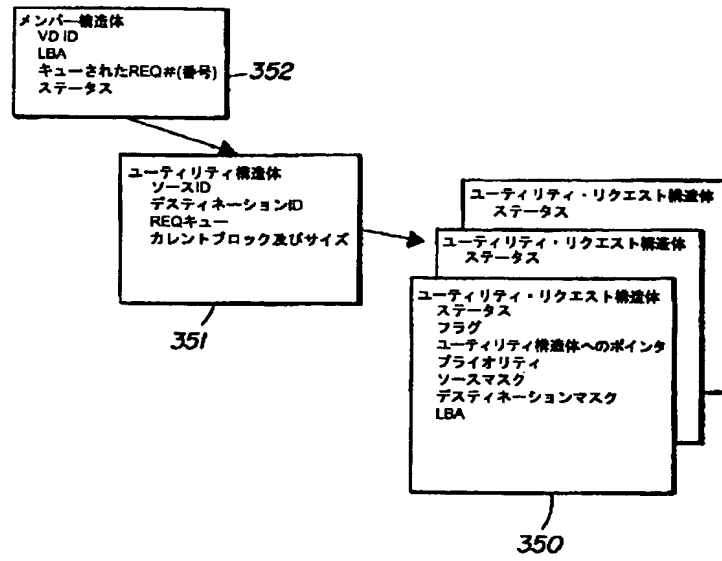 メンバー構造体
VD ID
LBA
キューされたREQ#(番号)
ステータス
352
ユーティリティ構造体
ソースID
デスティネーションID
REQキュー
カレントブロック及びサイズ
351
ユーティリティ・リクエスト構造体
ステータス
ユーティリティ・リクエスト構造体
ステータス
ユーティリティ・リクエスト構造体
ステータス
フラグ
ユーティリティ構造体へのポインタ
プライオリティ
ソースマスク
デスティネーションマスク
LBA
350